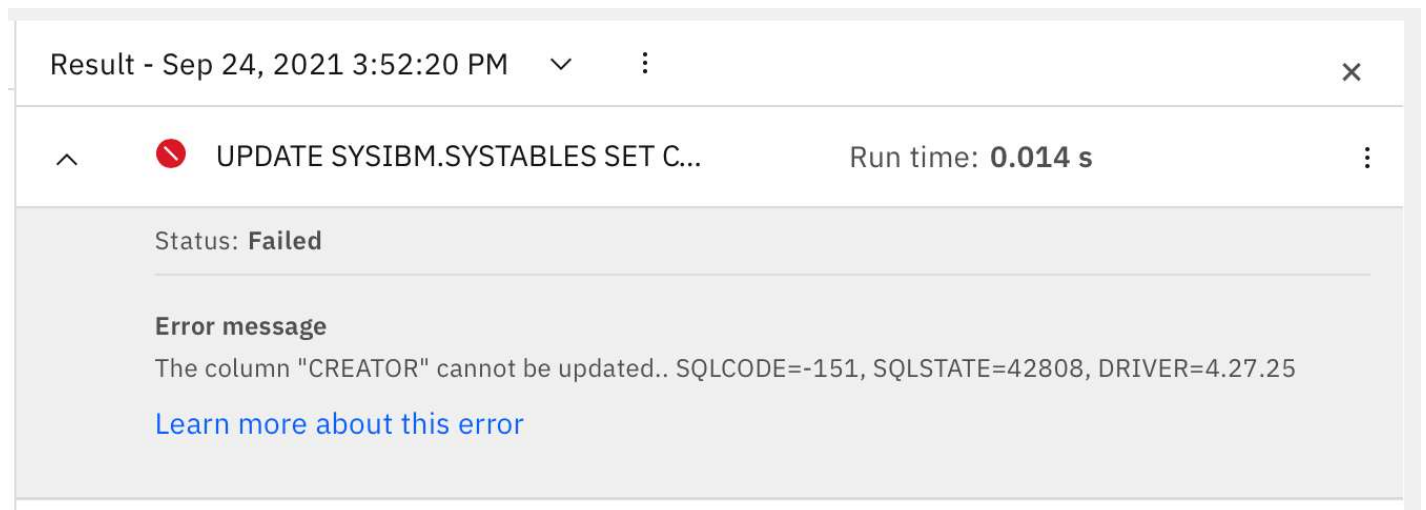 Result - Sep 24, 2021 3:52:20 PM
UPDATE SYSIBM.SYSTABLES SET C... Run time: 0.014 s
Status: Failed
Error message
The column "CREATOR" cannot be updated.. SQLCODE=-151, SQLSTATE=42808, DRIVER=4.27.25
Learn more about this error